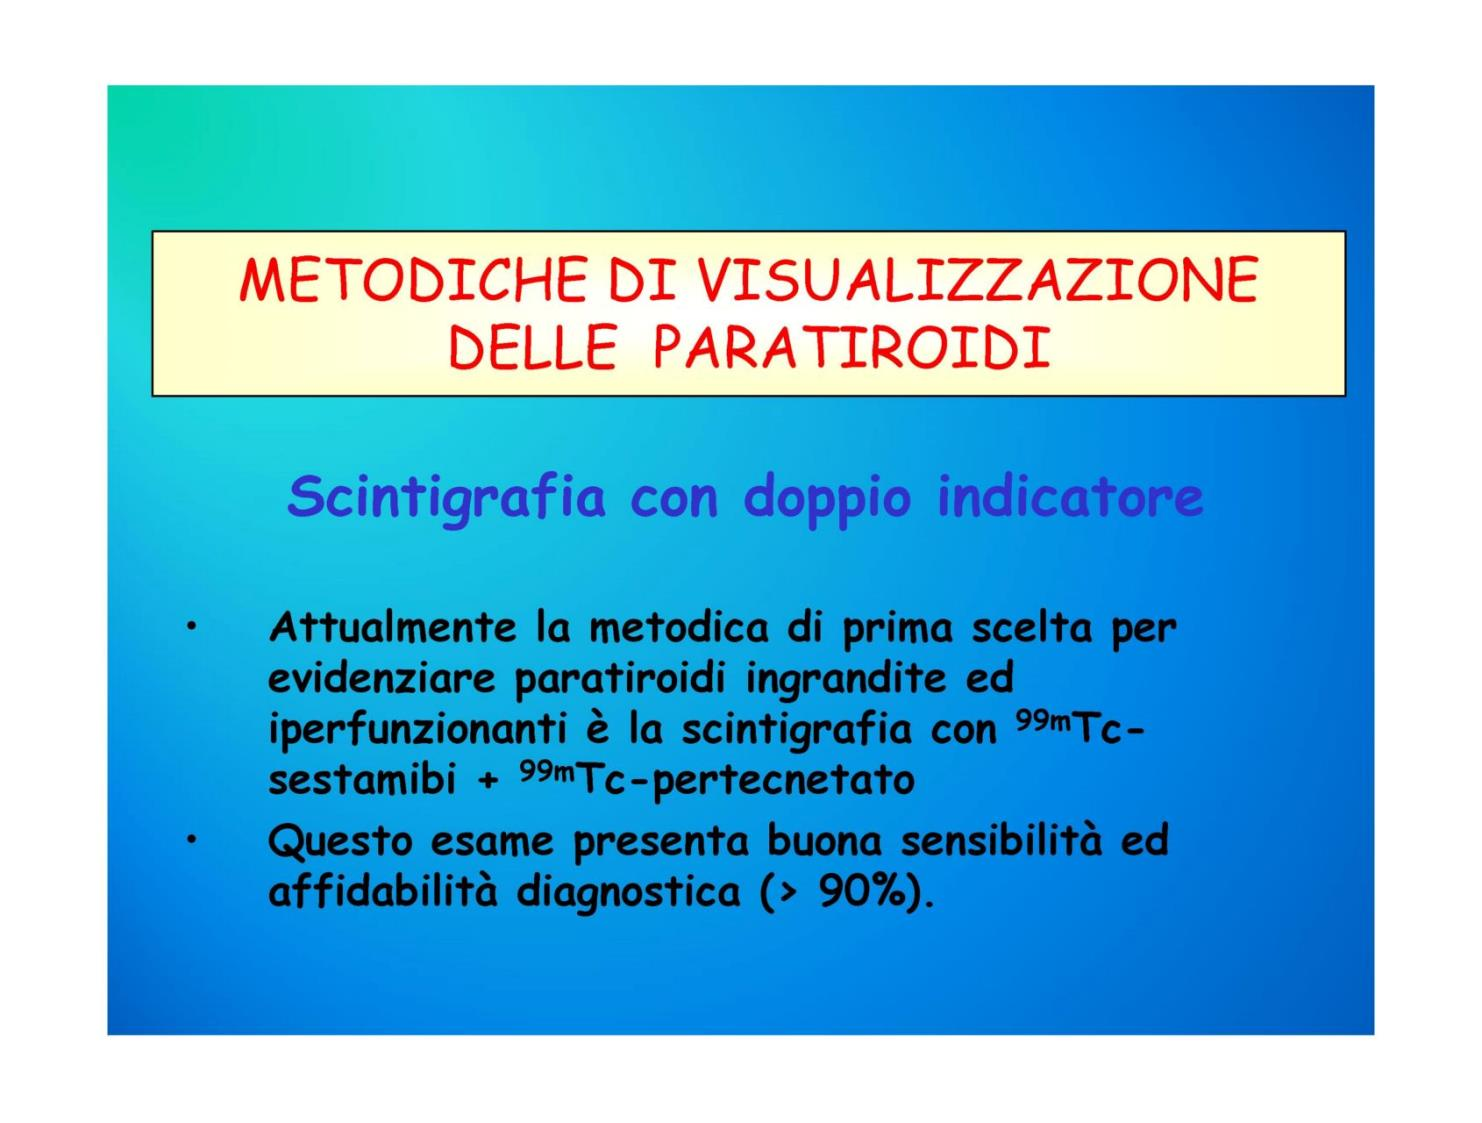 METODICHE DI VISUALIZZAZIONE
DELLE PARATIROIDI
Scintigrafia con doppio indicatore
• Attualmente la metodica di prima scelta per
evidenziare paratiroidi ingrandite ed
iperfunzionanti è la scintigrafia con ⁹⁹ᵐTc-
sestamibi + ⁹⁹ᵐTc-pertecnetato
• Questo esame presenta buona sensibilità ed
affidabilità diagnostica (> 90%).